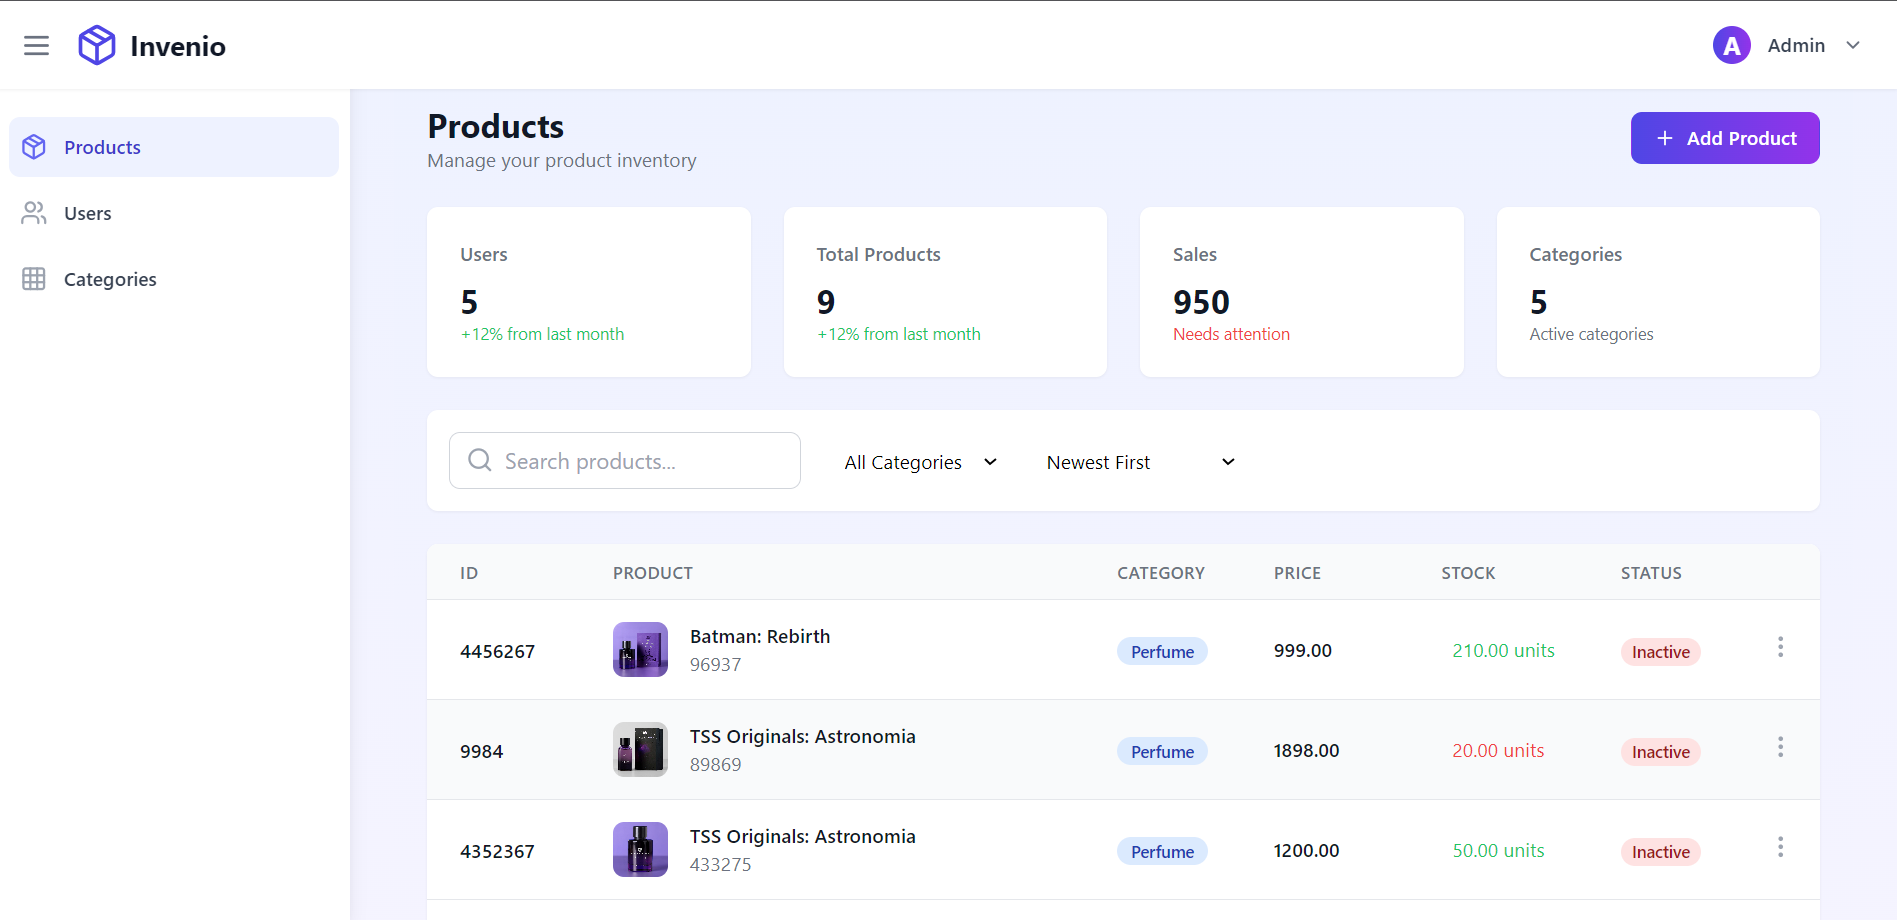 Invenio
A Admin
Products
Users
Categories
Products
Manage your product inventory
+ Add Product
Users
5
+12% from last month
Total Products
9
+12% from last month
Sales
950
Needs attention
Categories
5
Active categories
Search products...
All Categories
Newest First
ID PRODUCT CATEGORY PRICE STOCK STATUS
4456267 Batman: Rebirth Perfume 999.00 210.00 units Inactive
96937
9984 TSS Originals: Astronomia Perfume 1898.00 20.00 units Inactive
89869
4352367 TSS Originals: Astronomia Perfume 1200.00 50.00 units Inactive
433275